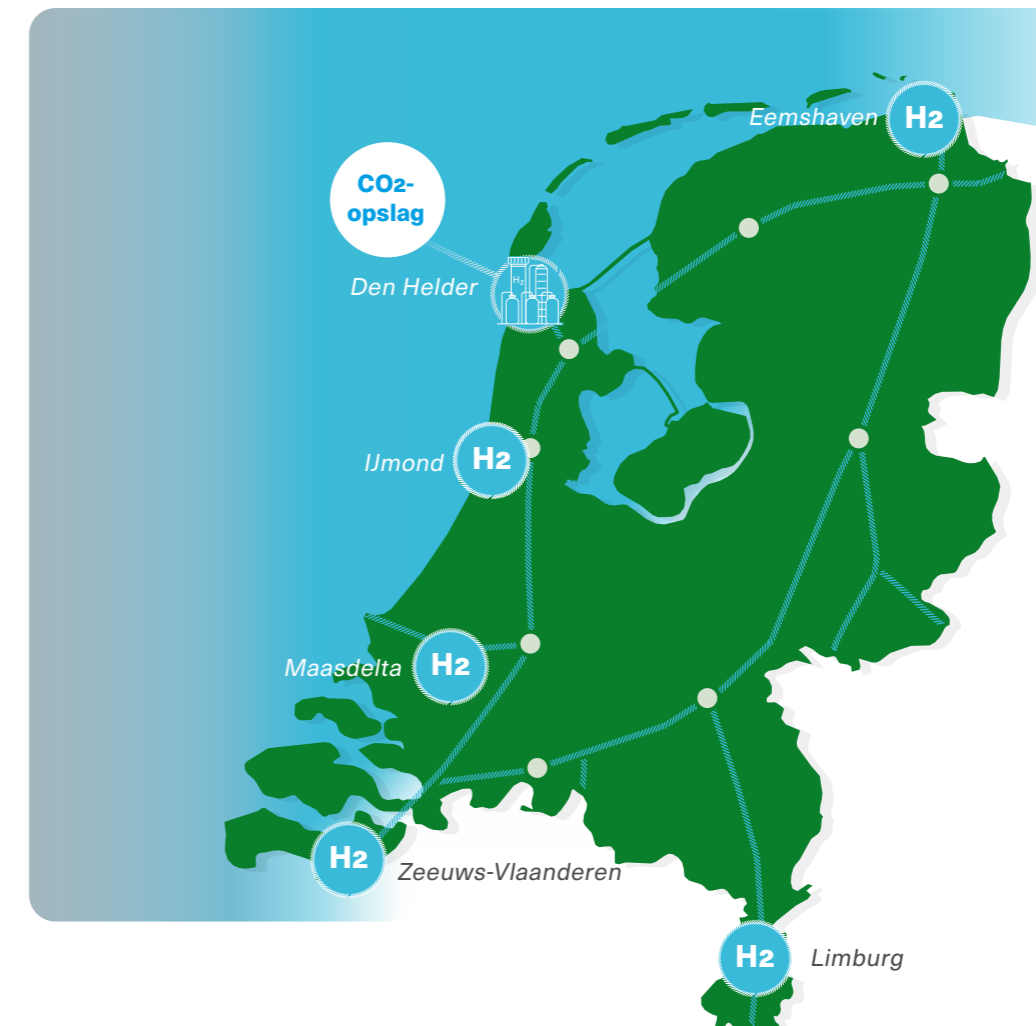 Eemshaven
H2
CO2-
opslag
Den Helder
H2
IJmond
H2
Maasdelta
H2
H2
Zeeuws-Vlaanderen
H2
Limburg